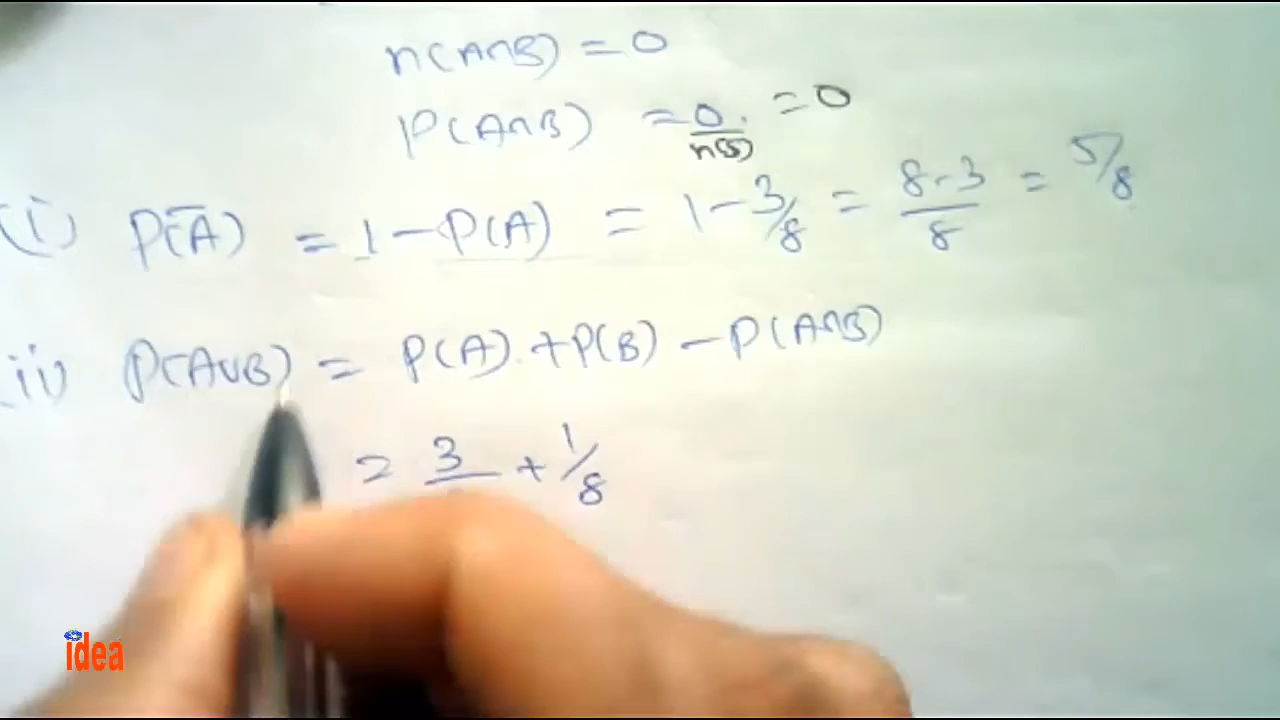 n(A∩B) = 0
P(A∩B) = 0/n(S) = 0
(i) P(A̅) = 1 - P(A) = 1 - 3/8 = 8-3/8 = 5/8
(ii) P(A∪B) = P(A) + P(B) - P(A∩B)
= 3 + 1/8
idea